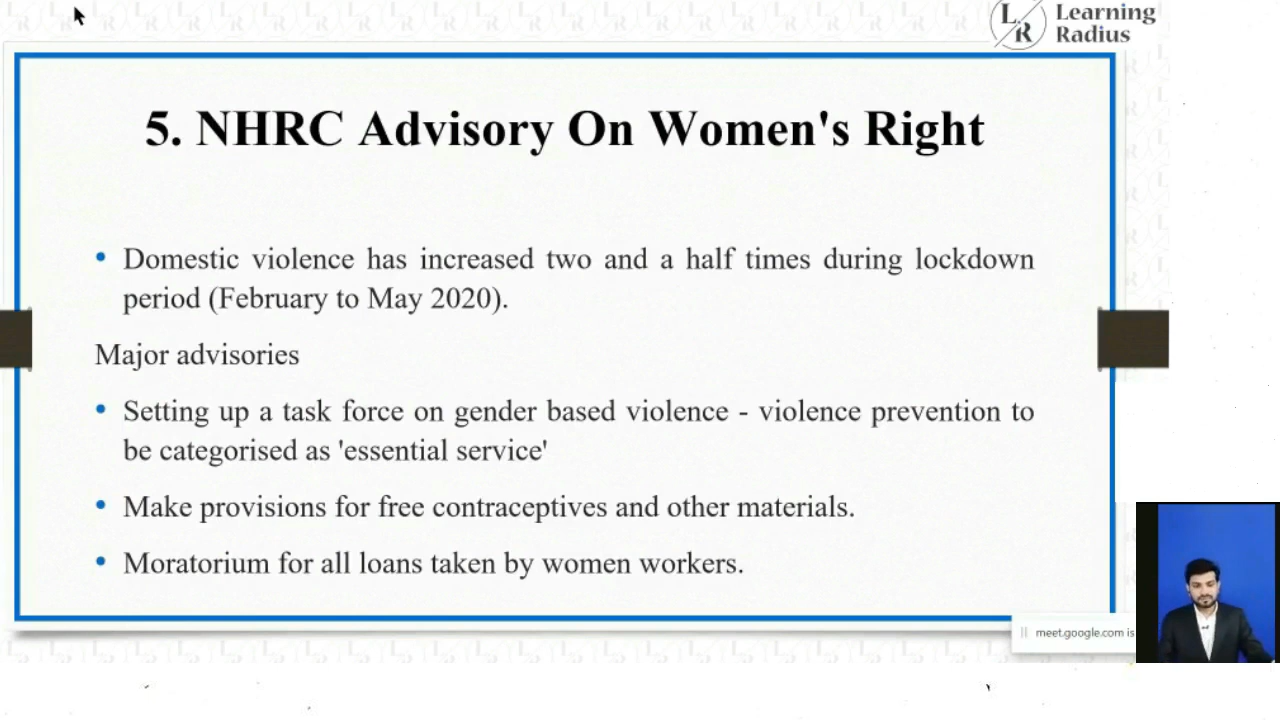 L
R
Learning
Radius
5. NHRC Advisory On Women's Right
• Domestic violence has increased two and a half times during lockdown
period (February to May 2020).
Major advisories
• Setting up a task force on gender based violence - violence prevention to
be categorised as 'essential service'
• Make provisions for free contraceptives and other materials.
• Moratorium for all loans taken by women workers.
meet.google.com is